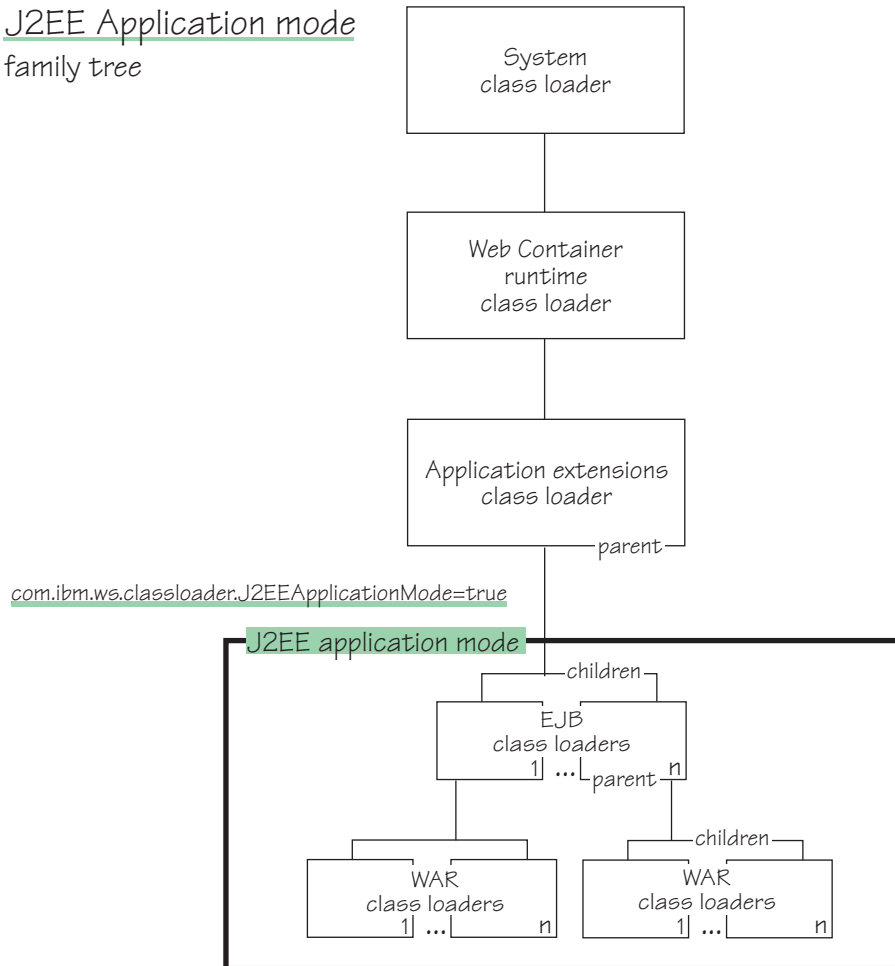 J2EE Application mode
family tree
System
class loader
Web Container
runtime
class loader
Application extensions
class loader
parent
com.ibm.ws.classloader.J2EEApplicationMode=true
J2EE application mode
children
EJB
class loaders
1 ... n
parent
children
WAR
class loaders
1 ... n
WAR
class loaders
1 ... n